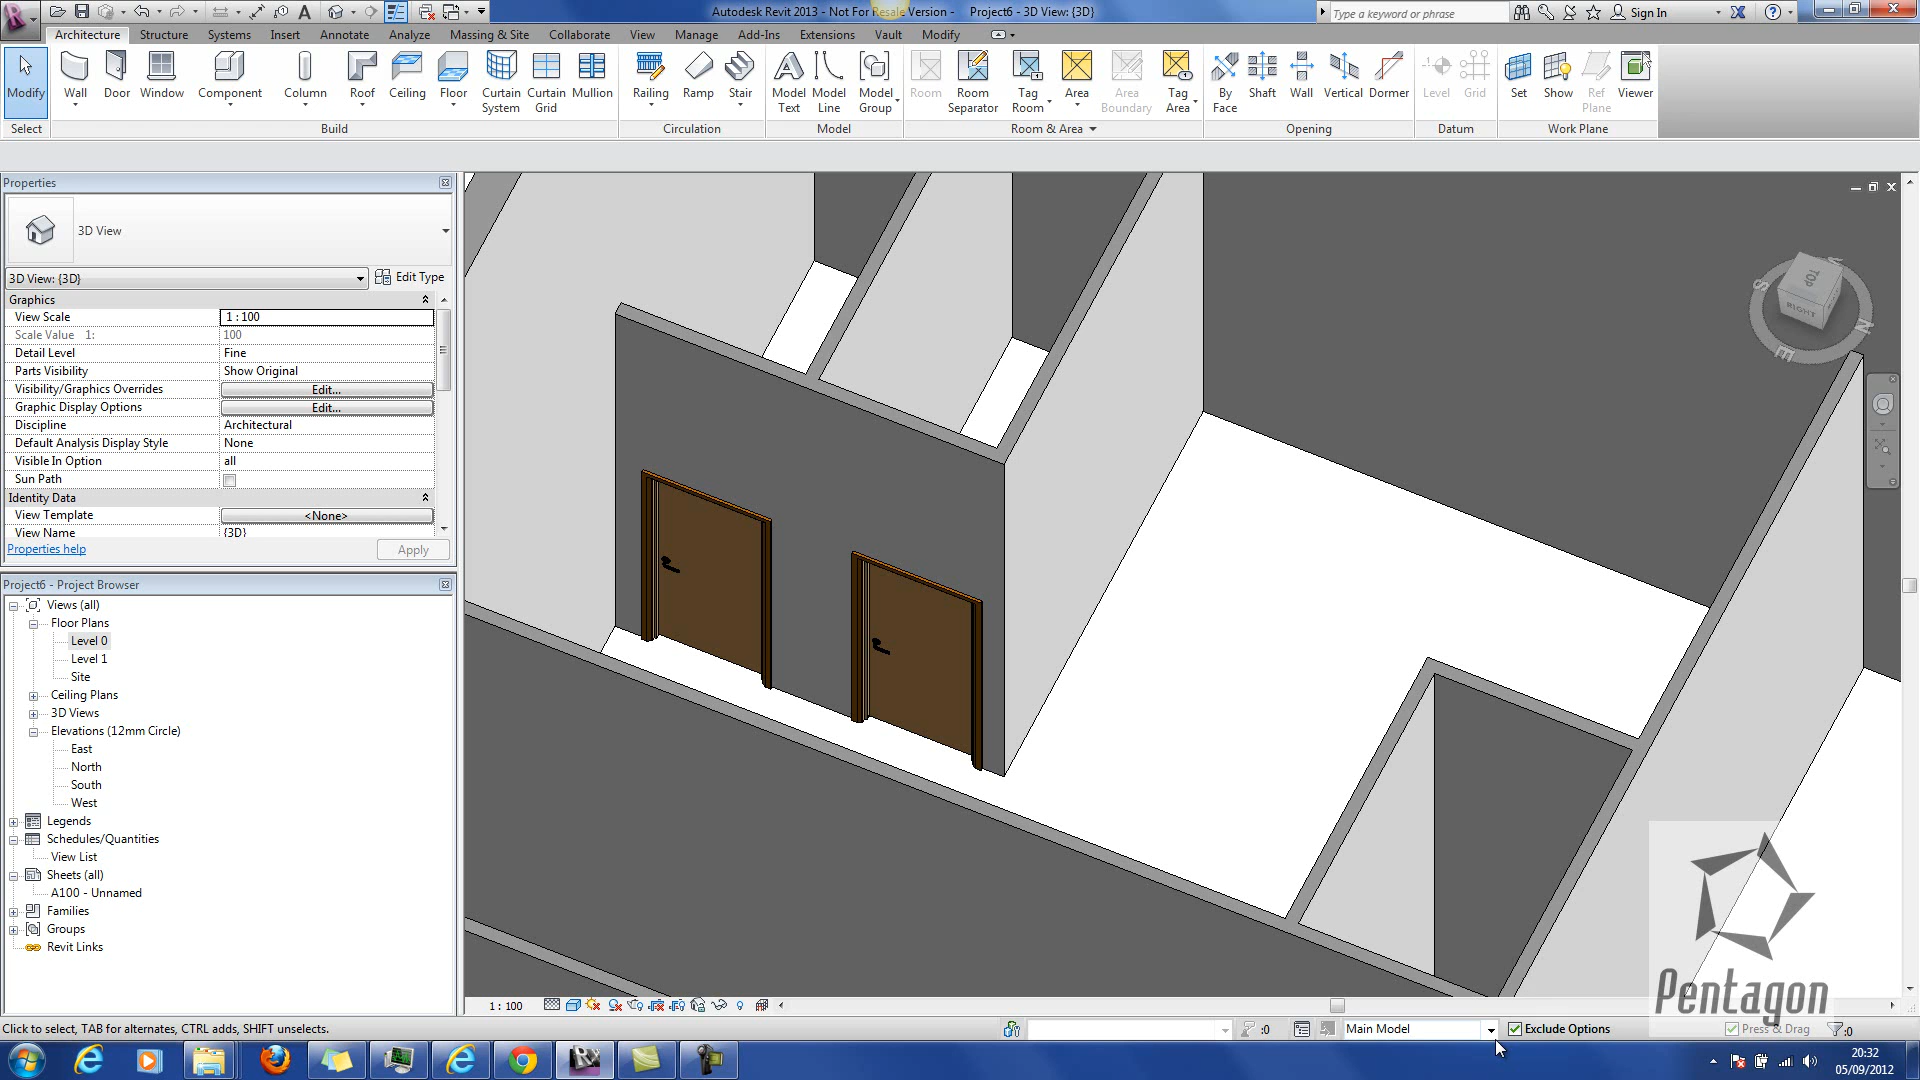 Autodesk Revit 2013 - Not For Resale Version - Project6 - 3D View: {3D}
Type a keyword or phrase
Sign In
Architecture Structure Systems Insert Annotate Analyze Massing & Site Collaborate View Manage Add-Ins Extensions Vault Modify
Modify Wall Door Window Component Column Roof Ceiling Floor Curtain System Curtain Grid Mullion Railing Ramp Stair Model Text Model Line Model Group Room Room Separator Tag Room Area Area Boundary Tag Area By Face Shaft Wall Vertical Dormer Level Grid Set Show Ref Plane Viewer
Select Build Circulation Model Room & Area Opening Datum Work Plane
Properties
3D View
3D View: {3D} Edit Type
Graphics
View Scale 1 : 100
Scale Value 1: 100
Detail Level Fine
Parts Visibility Show Original
Visibility/Graphics Overrides Edit...
Graphic Display Options Edit...
Discipline Architectural
Default Analysis Display Style None
Visible In Option all
Sun Path
Identity Data
View Template <None>
View Name {3D}
Properties help Apply
Project6 - Project Browser
Views (all)
Floor Plans
Level 0
Level 1
Site
Ceiling Plans
3D Views
Elevations (12mm Circle)
East
North
South
West
Legends
Schedules/Quantities
View List
Sheets (all)
A100 - Unnamed
Families
Groups
Revit Links
TOP
RIGHT
S
N
E
Pentagon
1 : 100
Click to select, TAB for alternates, CTRL adds, SHIFT unselects.
:0
Main Model
Exclude Options
Press & Drag
:0
20:32
05/09/2012